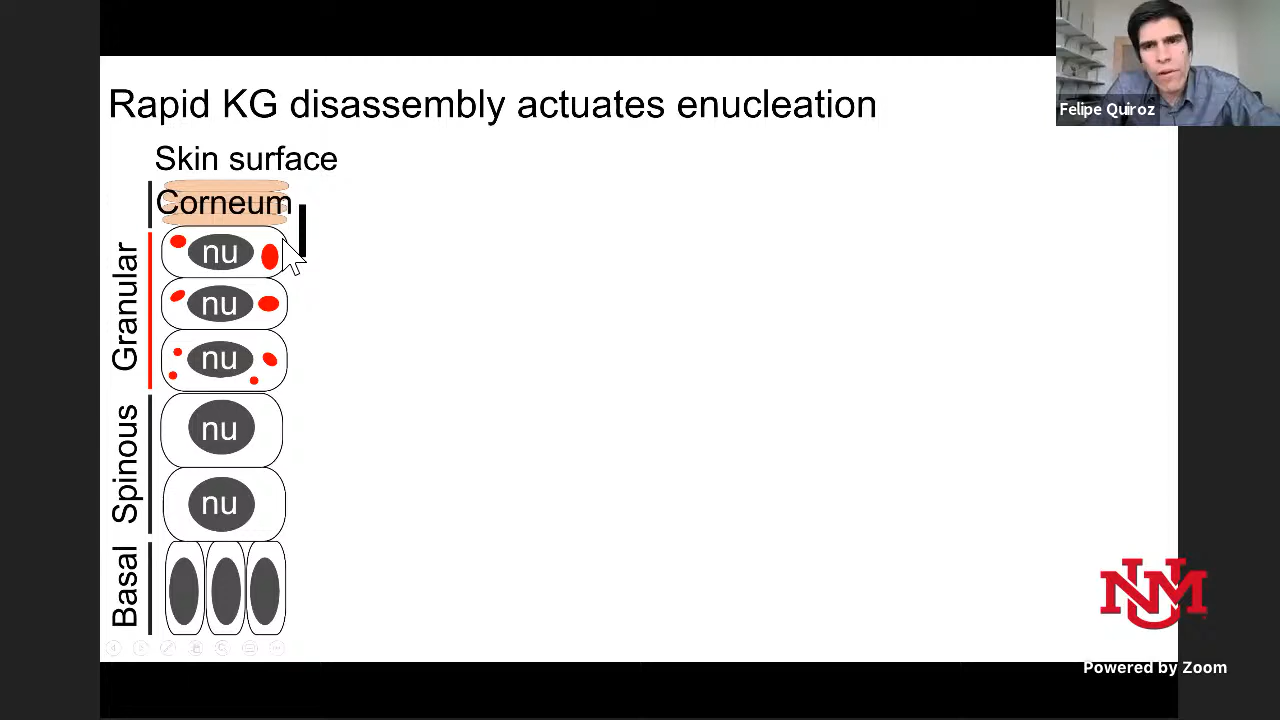 Rapid KG disassembly actuates enucleation
Felipe Quiroz
Skin surface
Corneum
Granular
nu
nu
nu
Spinous
nu
nu
Basal
UNM
Powered by Zoom